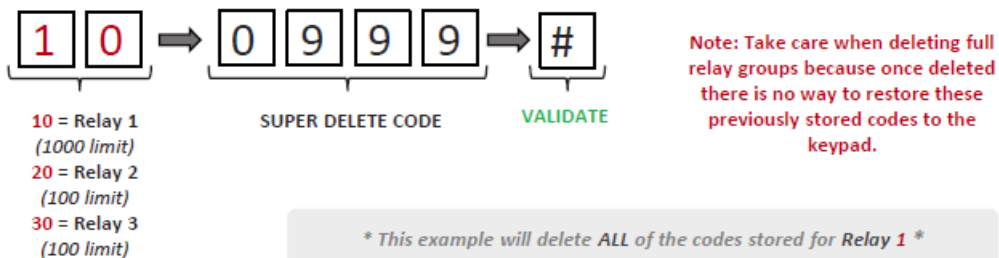 1 0 0 9 9 9 #
SUPER DELETE CODE
VALIDATE
10 = Relay 1
(1000 limit)
20 = Relay 2
(100 limit)
30 = Relay 3
(100 limit)
Note: Take care when deleting full
relay groups because once deleted
there is no way to restore these
previously stored codes to the
keypad.
* This example will delete ALL of the codes stored for Relay 1 *